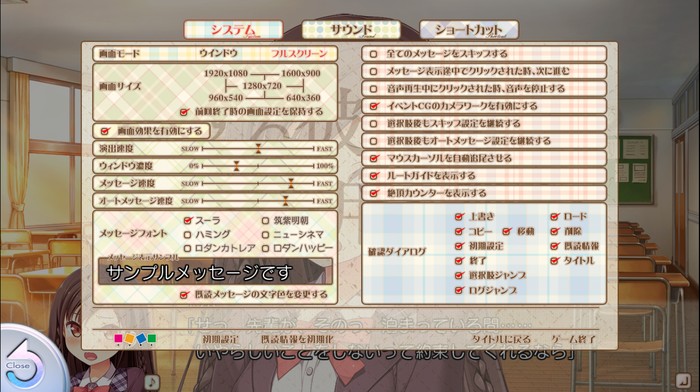 システム サウンド ショートカット
画面モード ウインドウ フルスクリーン
画面サイズ
1920x1080 1600x900
1280x720
960x540 640x360
前回終了時の画面設定を保持する
画面効果を有効にする
演出速度 SLOW FAST
ウィンドウ濃度 0% 100%
メッセージ速度 SLOW FAST
オートメッセージ速度 SLOW FAST
メッセージフォント
スーラ 筑紫明朝
ハミング ニューシネマ
ロダンカトレア ロダンハッピー
メッセージ表示サンプル
サンプルメッセージです
既読メッセージの文字色を変更する
全てのメッセージをスキップする
メッセージ表示途中でクリックされた時、次に進む
音声再生中にクリックされた時、音声を停止する
イベントCGのカメラワークを有効にする
選択肢後もスキップ設定を継続する
選択肢後もオートメッセージ設定を継続する
マウスカーソルを自動追尾させる
ルートガイドを表示する
絶頂カウンターを表示する
確認ダイアログ
上書き ロード
コピー 移動 削除
初期設定 既読情報
終了 タイトル
選択肢ジャンプ
ログジャンプ
初期設定 既読情報を初期化 タイトルに戻る ゲーム終了
いやらしいことをしないって約束してくれるなら」
Close